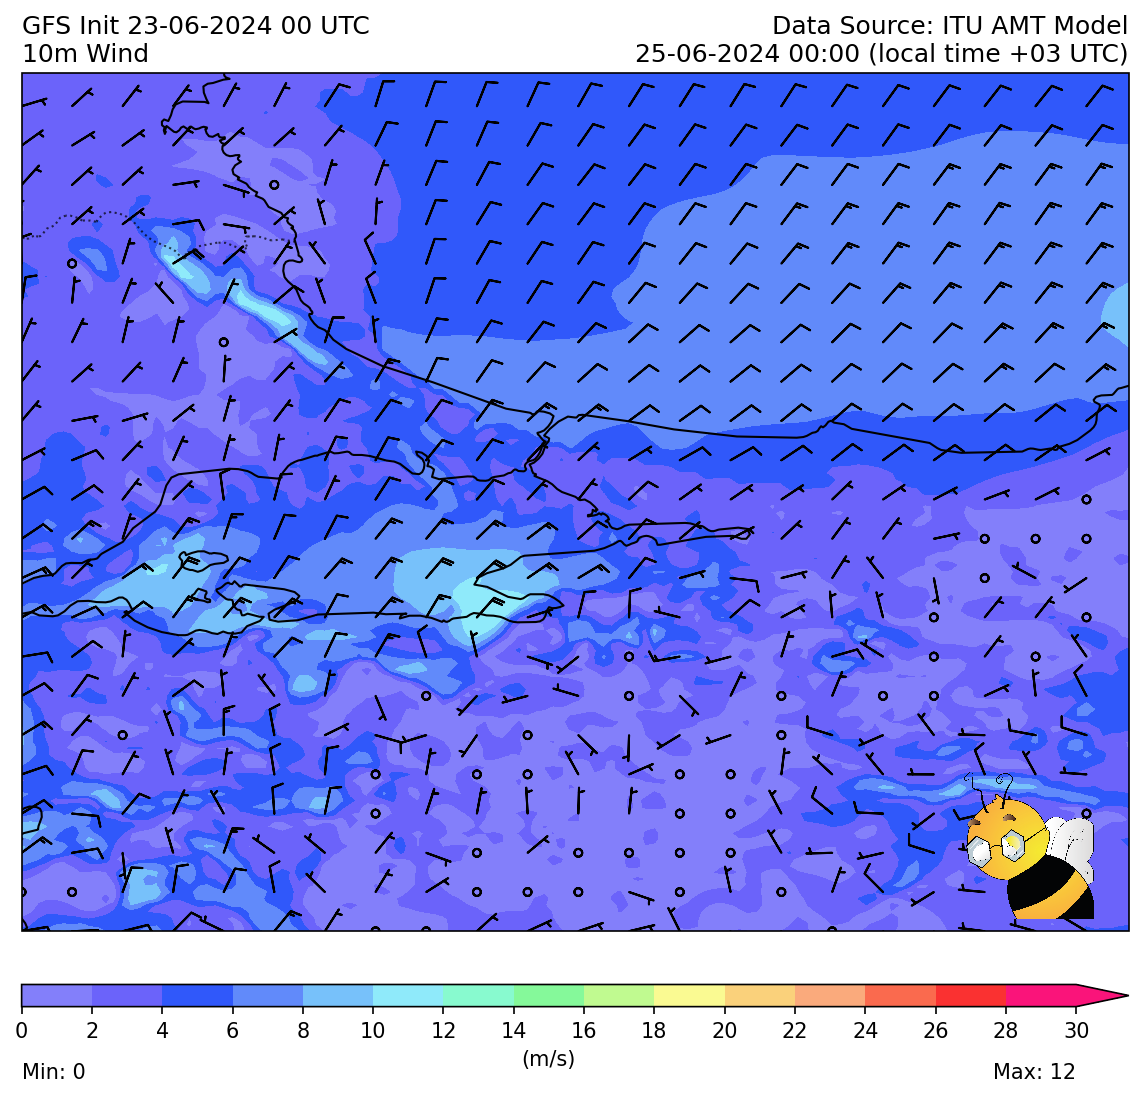 GFS Init 23-06-2024 00 UTC
Data Source: ITU AMT Model
10m Wind
25-06-2024 00:00 (local time +03 UTC)
0 2 4 6 8 10 12 14 16 18 20 22 24 26 28 30
(m/s)
Min: 0
Max: 12